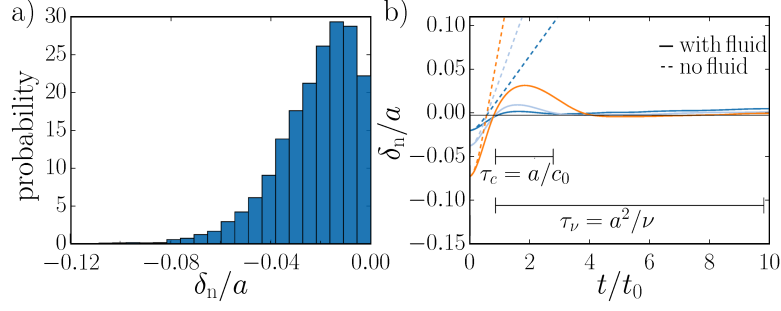 a)
probability
30
25
20
15
10
5
0
−0.12
−0.08
−0.04
0.00
δₙ/a
b)
δₙ/a
0.10
0.05
0.00
−0.05
−0.10
−0.15
with fluid
no fluid
τ_c = a/c₀
τ_ν = a²/ν
0
2
4
6
8
10
t/t₀